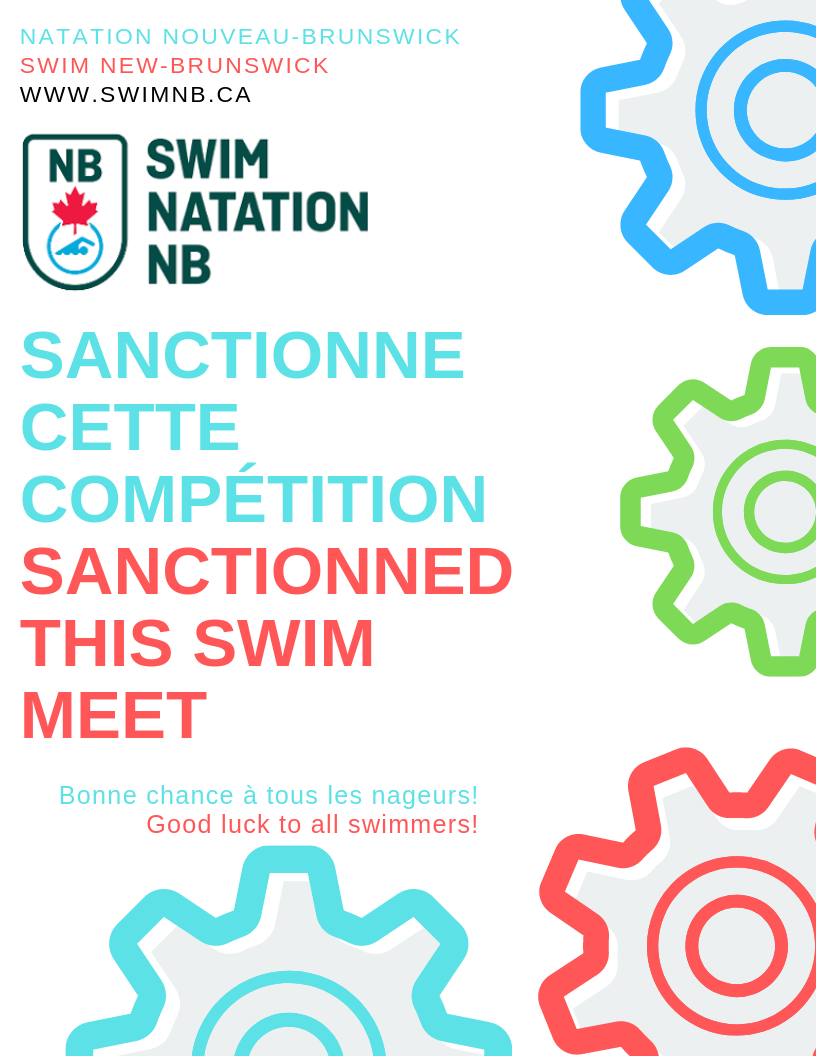 NATATION NOUVEAU-BRUNSWICK
SWIM NEW-BRUNSWICK
WWW.SWIMNB.CA
NB
SWIM
NATATION
NB
SANCTIONNE
CETTE
COMPÉTITION
SANCTIONNED
THIS SWIM
MEET
Bonne chance à tous les nageurs!
Good luck to all swimmers!